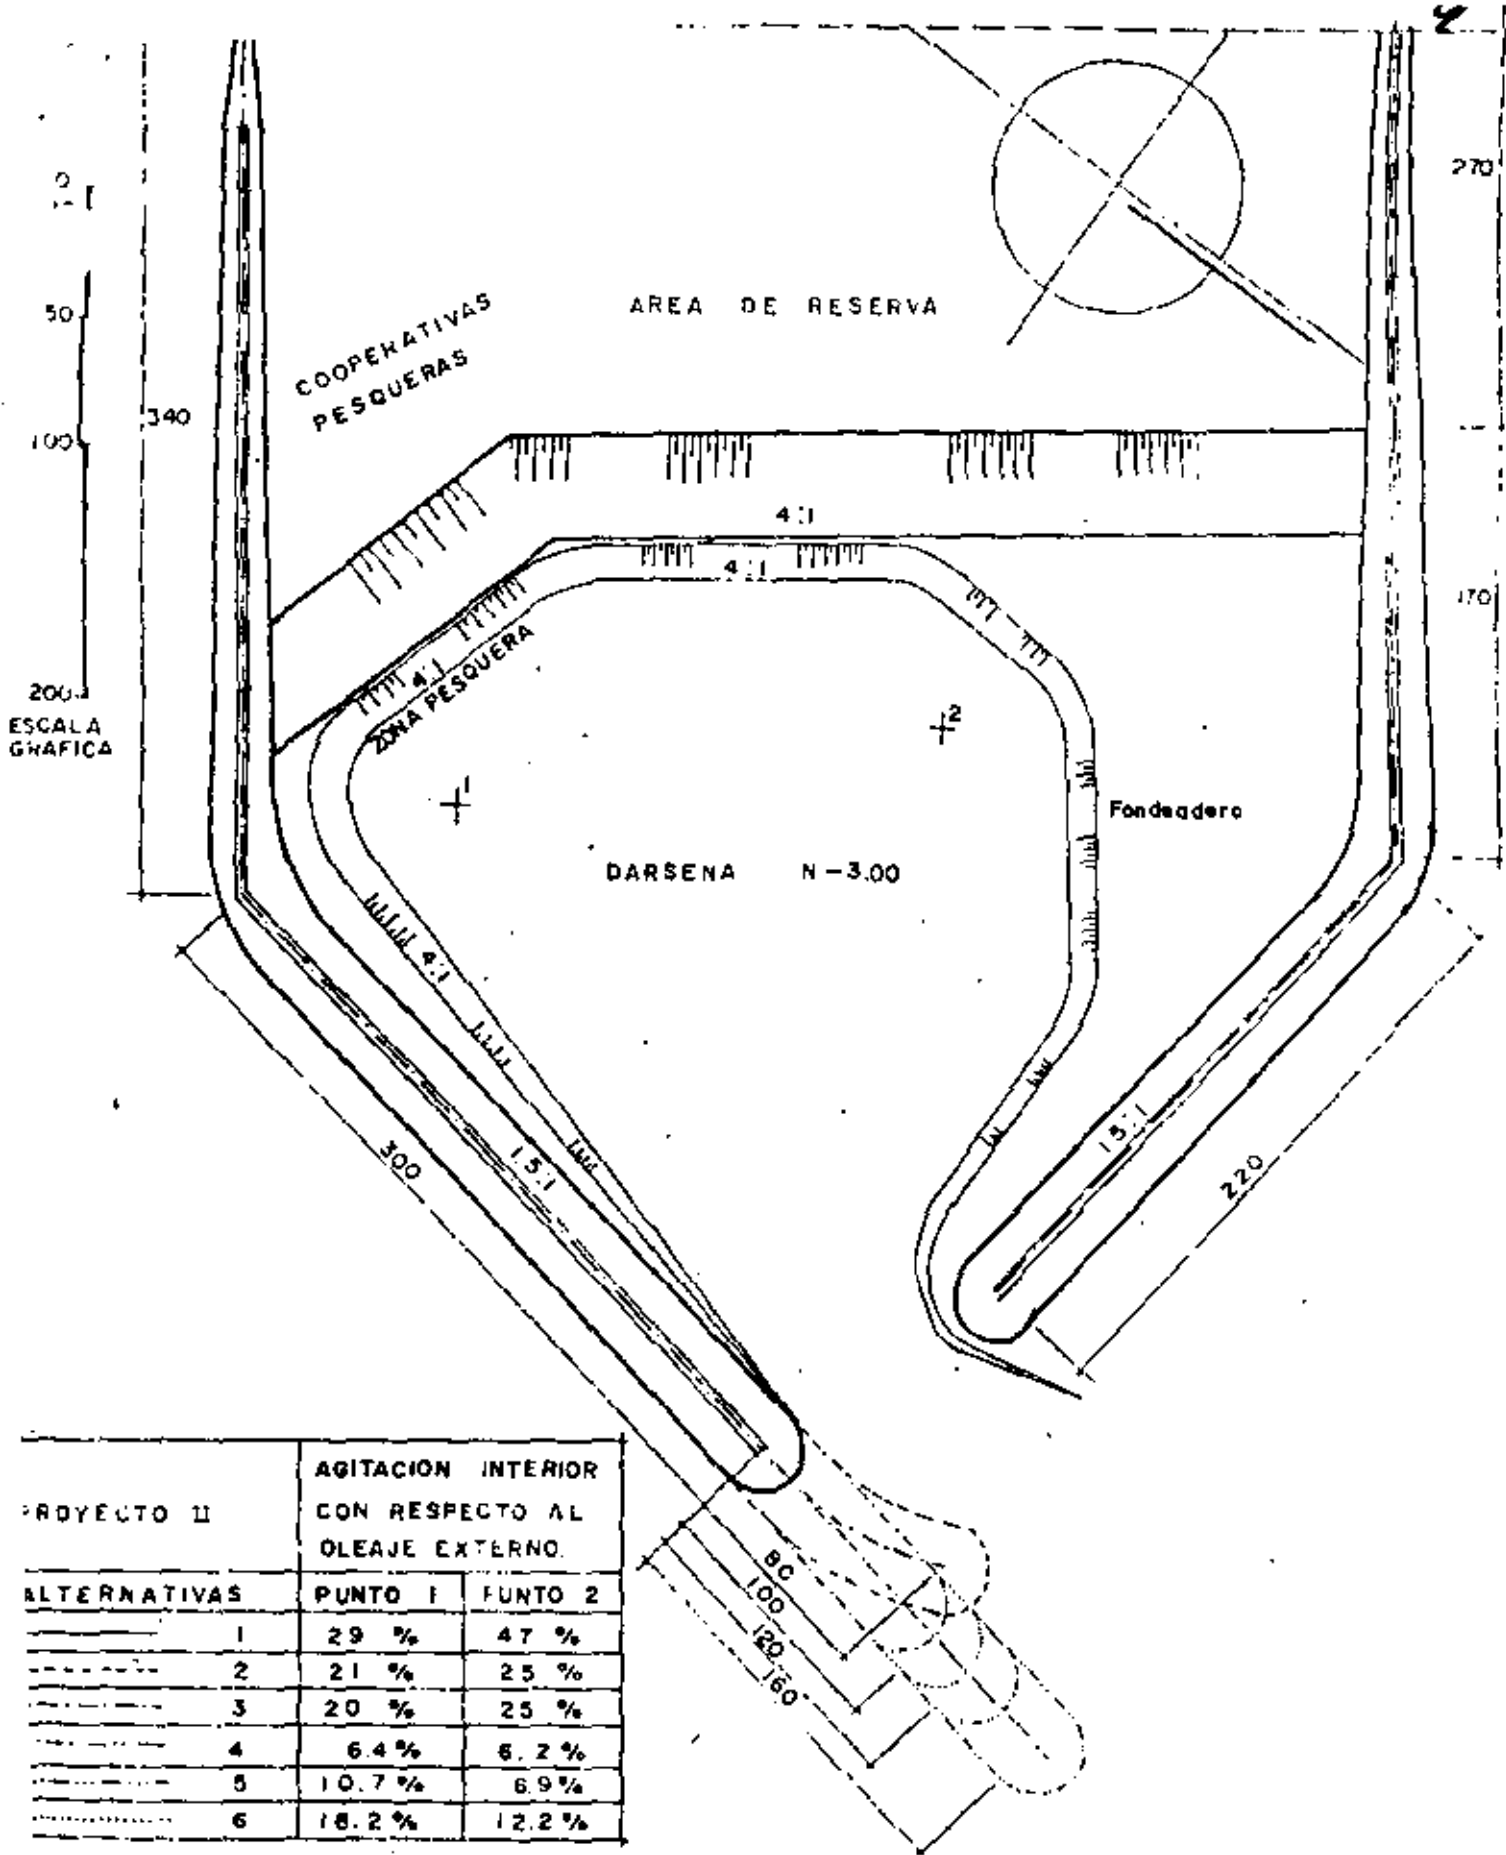 270
0
50
100
200
ESCALA
GRAFICA
340
COOPERATIVAS
PESQUERAS
AREA DE RESERVA
4:1
4:1
4:1
ZONA PESQUERA
170
2
1
Fondeadero
DARSENA N-3.00
4:1
300
1.5:1
1.5:1
220
80
100
120
160
PROYECTO II
AGITACION INTERIOR
CON RESPECTO AL
OLEAJE EXTERNO.
ALTERNATIVAS PUNTO 1 PUNTO 2
1 29 % 47 %
2 21 % 25 %
3 20 % 25 %
4 6.4 % 6.2 %
5 10.7 % 6.9 %
6 18.2 % 12.2 %